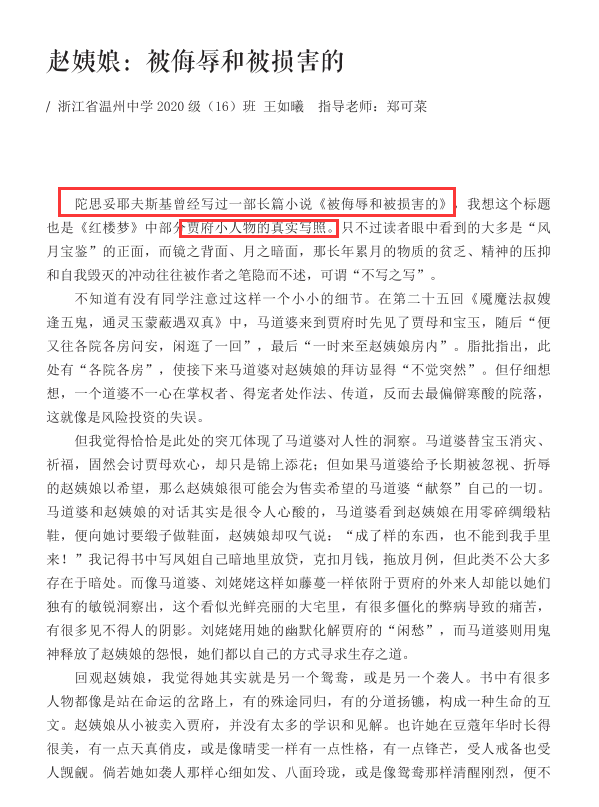 赵姨娘：被侮辱和被损害的
/ 浙江省温州中学 2020 级（16）班 王如曦 指导老师：郑可菜
陀思妥耶夫斯基曾经写过一部长篇小说《被侮辱和被损害的》，我想这个标题
也是《红楼梦》中部分贾府小人物的真实写照。只不过读者眼中看到的大多是“风
月宝鉴”的正面，而镜之背面、月之暗面，那长年累月的物质的贫乏、精神的压抑
和自我毁灭的冲动往往被作者之笔隐而不述，可谓“不写之写”。
不知道有没有同学注意过这样一个小小的细节。在第二十五回《魇魔法叔嫂
逢五鬼，通灵玉蒙蔽遇双真》中，马道婆来到贾府时先见了贾母和宝玉，随后“便
又往各院各房问安，闲逛了一回”，最后“一时来至赵姨娘房内”。脂批指出，此
处有“各院各房”，使接下来马道婆对赵姨娘的拜访显得“不觉突然”。但仔细想
想，一个道婆不一心在掌权者、得宠者处作法、传道，反而去最偏僻寒酸的院落，
这就像是风险投资的失误。
但我觉得恰恰是此处的突兀体现了马道婆对人性的洞察。马道婆替宝玉消灾、
祈福，固然会讨贾母欢心，却只是锦上添花；但如果马道婆给予长期被忽视、折辱
的赵姨娘以希望，那么赵姨娘很可能会为售卖希望的马道婆“献祭”自己的一切。
马道婆和赵姨娘的对话其实是很令人心酸的，马道婆看到赵姨娘在用零碎绸缎粘
鞋，便向她讨要缎子做鞋面，赵姨娘却叹气说：“成了样的东西，也不能到我手里
来！”我记得书中写凤姐自己暗地里放贷，克扣月钱，拖放月例，但此类不公大多
存在于暗处。而像马道婆、刘姥姥这样如藤蔓一样依附于贾府的外来人却能以她们
独有的敏锐洞察出，这个看似光鲜亮丽的大宅里，有很多僵化的弊病导致的痛苦，
有很多见不得人的阴影。刘姥姥用她的幽默化解贾府的“闲愁”，而马道婆则用鬼
神释放了赵姨娘的怨恨，她们都以自己的方式寻求生存之道。
回观赵姨娘，我觉得她其实就是另一个鸳鸯，或是另一个袭人。书中有很多
人物都像是站在命运的岔路上，有的殊途同归，有的分道扬镳，构成一种生命的互
文。赵姨娘从小被卖入贾府，并没有太多的学识和见解。也许她在豆蔻年华时长得
很美，有一点天真俏皮，或是像晴雯一样有一点性格，有一点锋芒，受人戒备也受
人觊觎。倘若她如袭人那样心细如发、八面玲珑，或是像鸳鸯那样清醒刚烈，便不